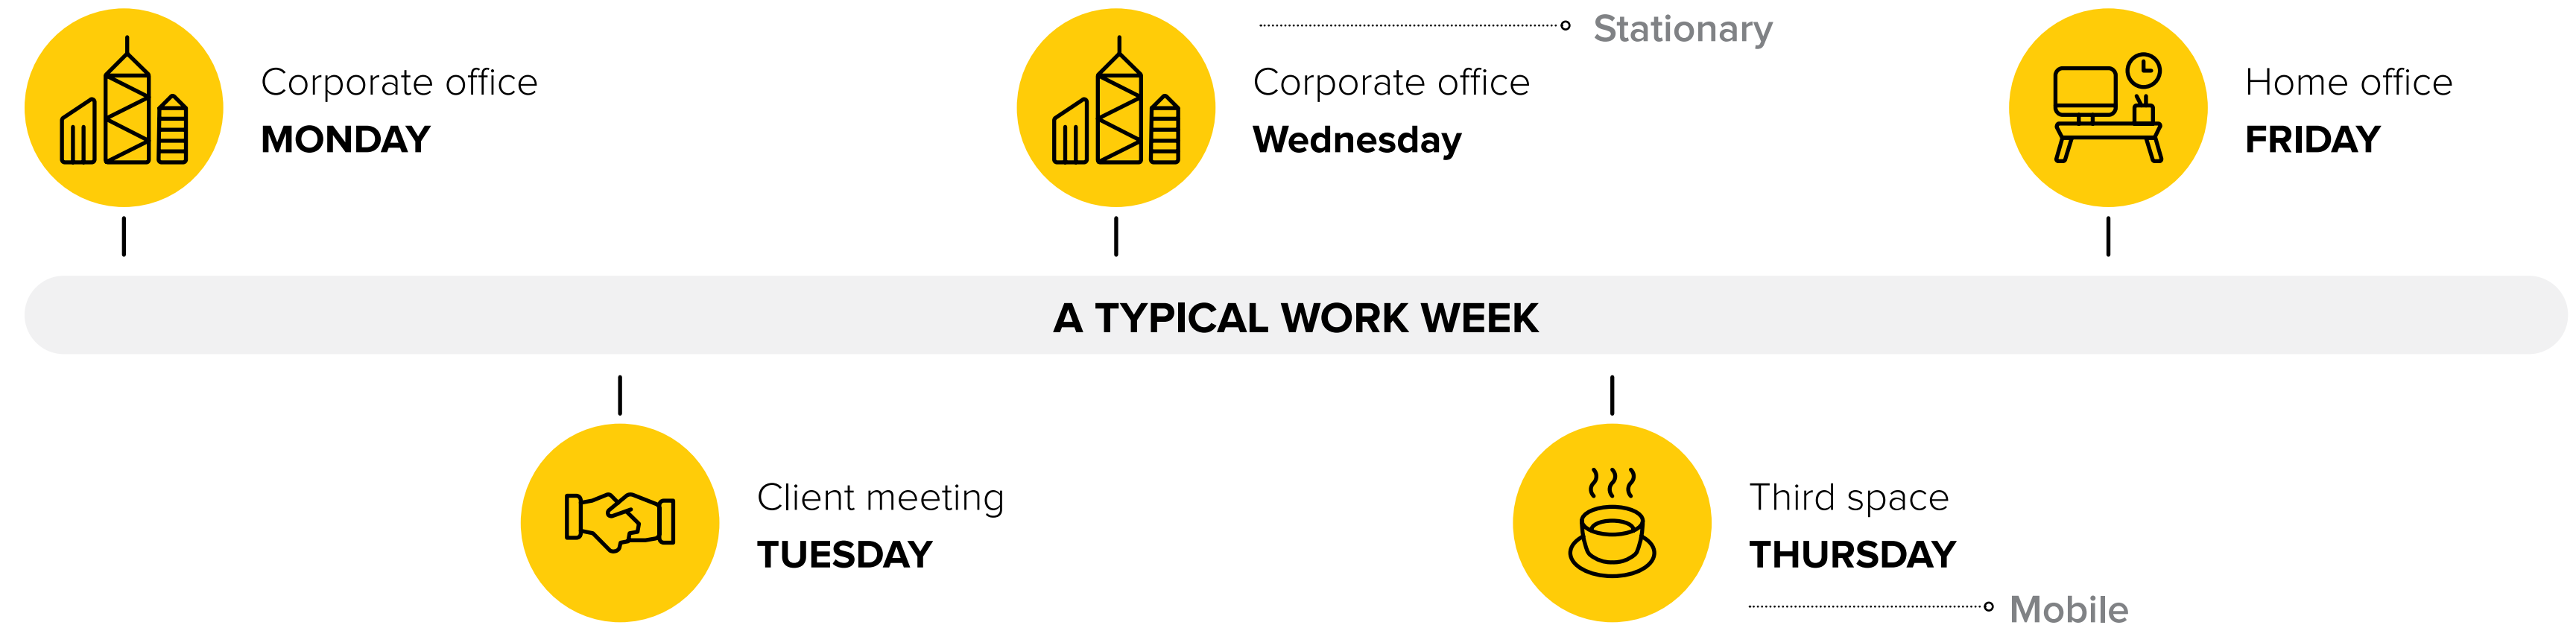 Corporate office
MONDAY
Stationary
Corporate office
Wednesday
Home office
FRIDAY
A TYPICAL WORK WEEK
Client meeting
TUESDAY
Third space
THURSDAY
Mobile